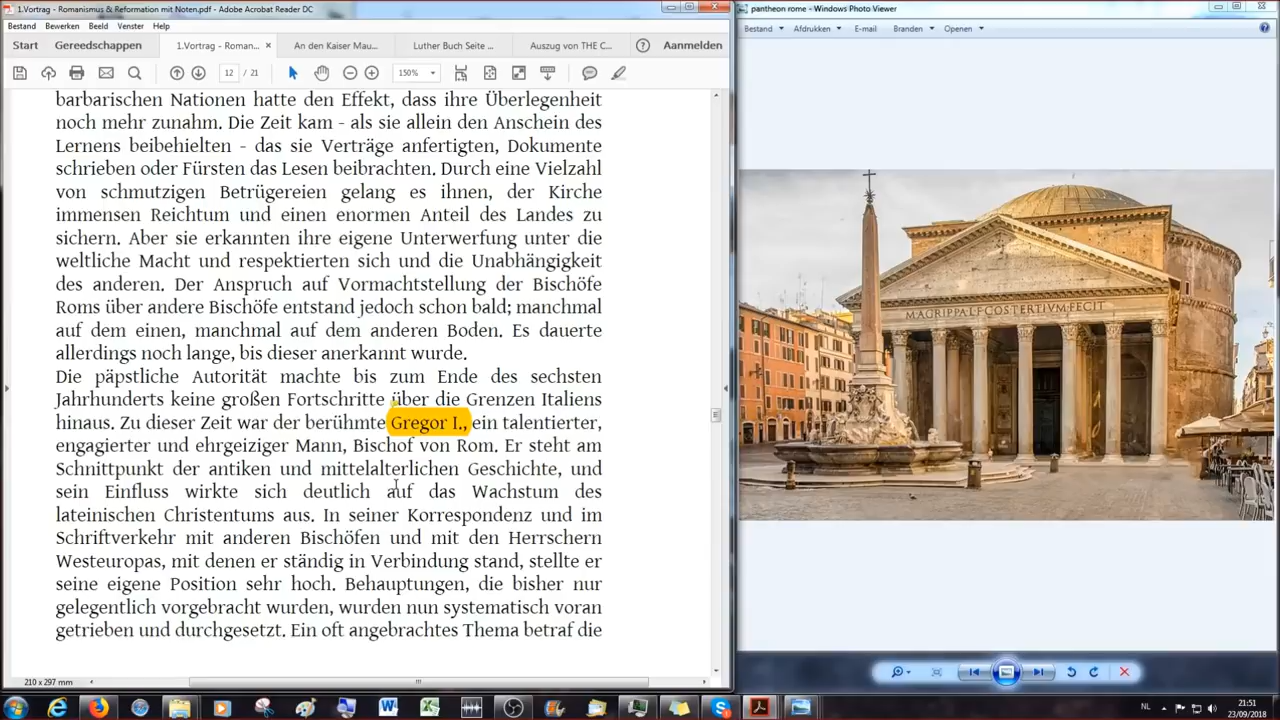 1.Vortrag - Romanismus & Reformation mit Noten.pdf - Adobe Acrobat Reader DC
Bestand Bewerken Beeld Venster Help
Start Gereedschappen 1.Vortrag - Roman... × An den Kaiser Mau... Luther Buch Seite ... Auszug von THE C... Aanmelden
12 / 21 150%
barbarischen Nationen hatte den Effekt, dass ihre Überlegenheit
noch mehr zunahm. Die Zeit kam - als sie allein den Anschein des
Lernens beibehielten - das sie Verträge anfertigten, Dokumente
schrieben oder Fürsten das Lesen beibrachten. Durch eine Vielzahl
von schmutzigen Betrügereien gelang es ihnen, der Kirche
immensen Reichtum und einen enormen Anteil des Landes zu
sichern. Aber sie erkannten ihre eigene Unterwerfung unter die
weltliche Macht und respektierten sich und die Unabhängigkeit
des anderen. Der Anspruch auf Vormachtstellung der Bischöfe
Roms über andere Bischöfe entstand jedoch schon bald; manchmal
auf dem einen, manchmal auf dem anderen Boden. Es dauerte
allerdings noch lange, bis dieser anerkannt wurde.
Die päpstliche Autorität machte bis zum Ende des sechsten
Jahrhunderts keine großen Fortschritte über die Grenzen Italiens
hinaus. Zu dieser Zeit war der berühmte Gregor I., ein talentierter,
engagierter und ehrgeiziger Mann, Bischof von Rom. Er steht am
Schnittpunkt der antiken und mittelalterlichen Geschichte, und
sein Einfluss wirkte sich deutlich auf das Wachstum des
lateinischen Christentums aus. In seiner Korrespondenz und im
Schriftverkehr mit anderen Bischöfen und mit den Herrschern
Westeuropas, mit denen er ständig in Verbindung stand, stellte er
seine eigene Position sehr hoch. Behauptungen, die bisher nur
gelegentlich vorgebracht wurden, wurden nun systematisch voran
getrieben und durchgesetzt. Ein oft angebrachtes Thema betraf die
210 x 297 mm
pantheon rome - Windows Photo Viewer
Bestand Afdrukken E-mail Branden Openen
M·AGRIPPA·L·F·COS·TERTIVM·FECIT
NL 21:51
23/09/2018